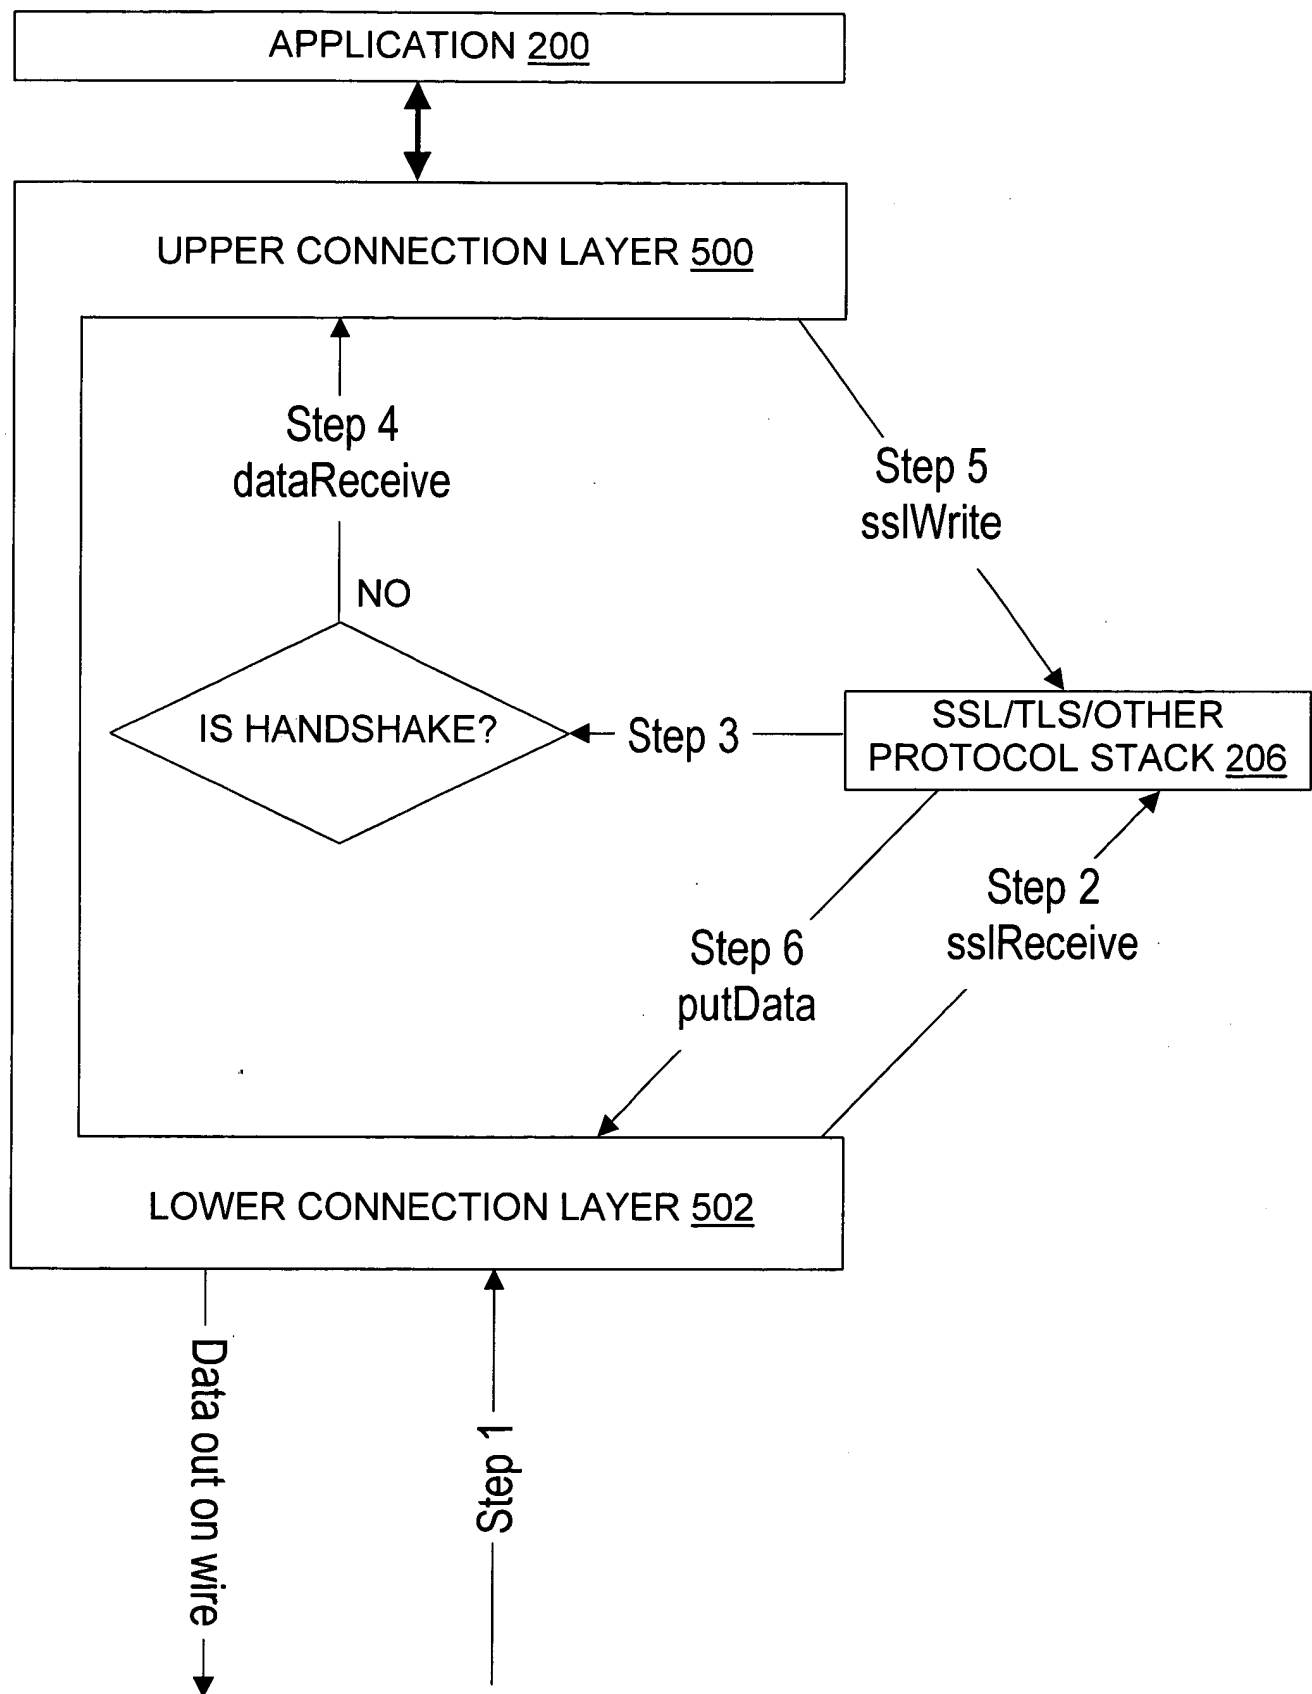 APPLICATION 200
UPPER CONNECTION LAYER 500
Step 4
dataReceive
Step 5
sslWrite
NO
IS HANDSHAKE?
Step 3
SSL/TLS/OTHER
PROTOCOL STACK 206
Step 2
sslReceive
Step 6
putData
LOWER CONNECTION LAYER 502
Data out on wire
Step 1